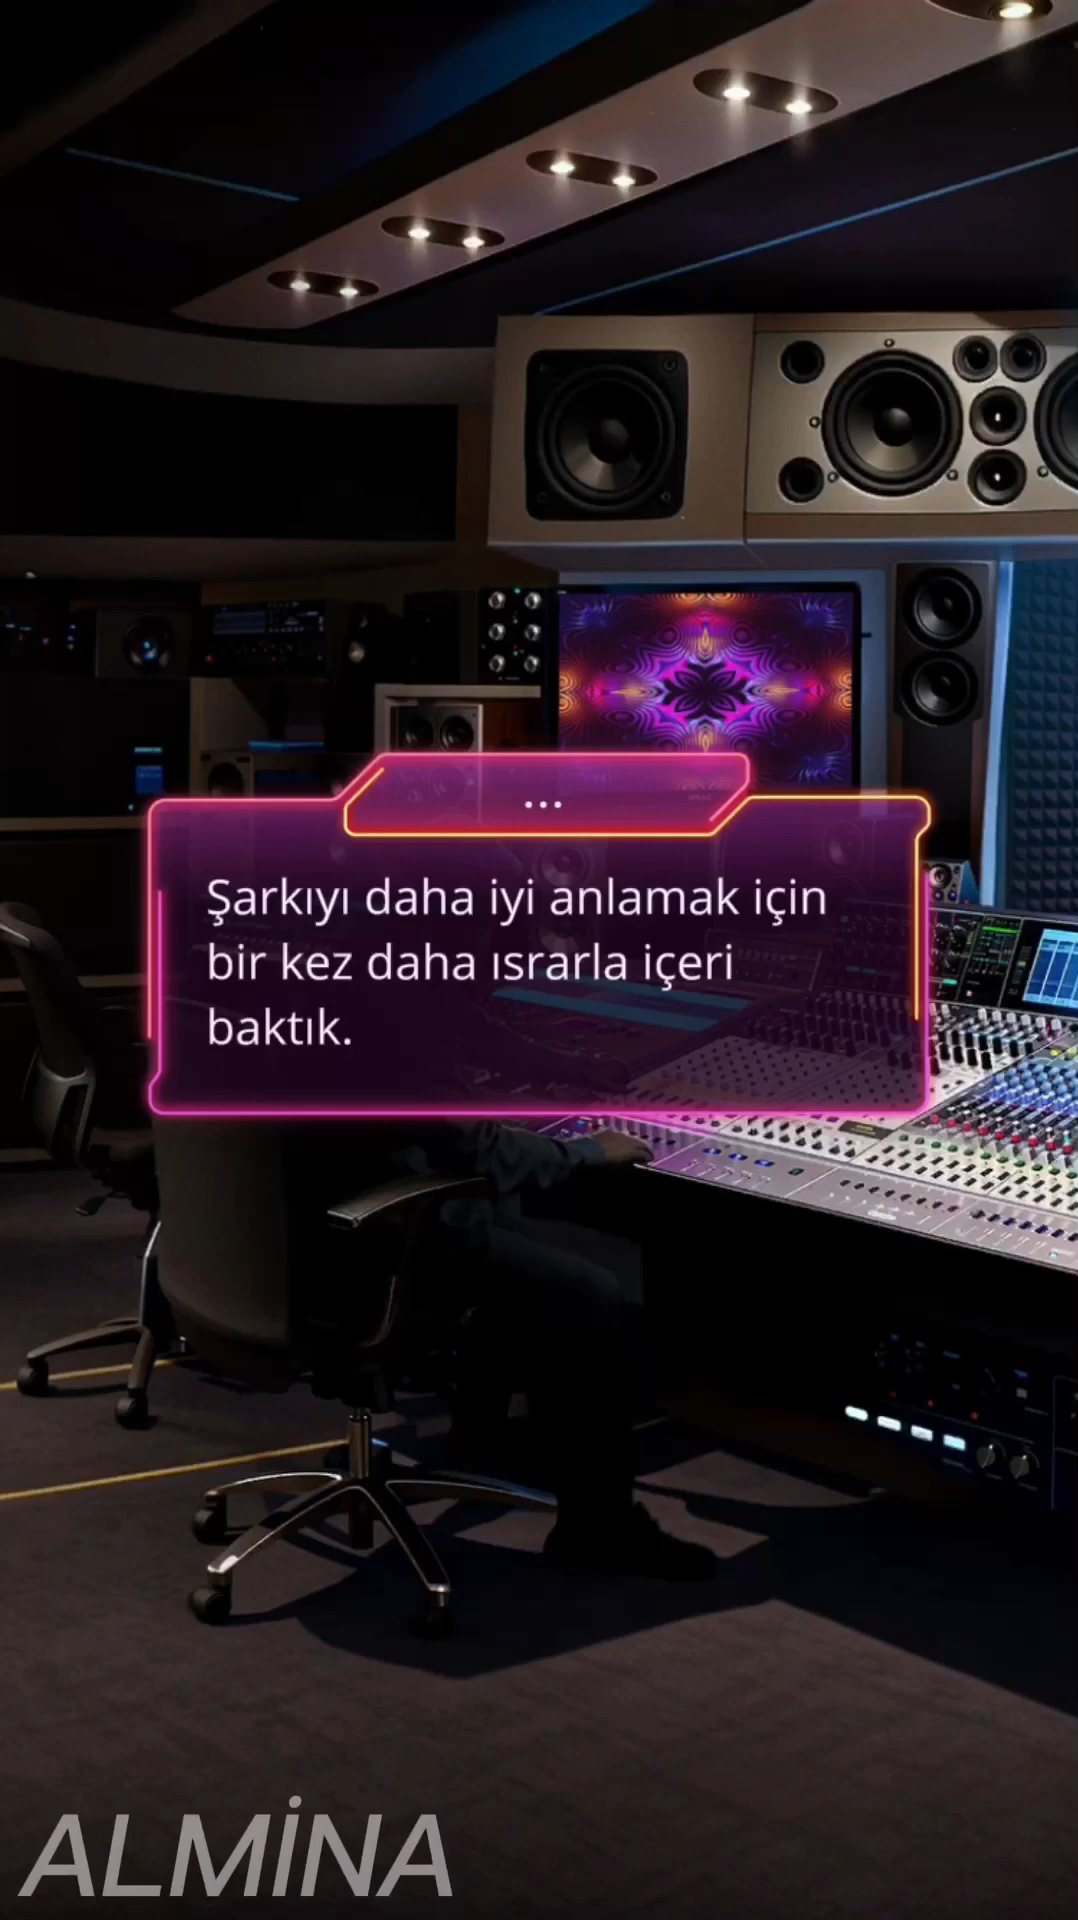 ...
Şarkıyı daha iyi anlamak için
bir kez daha ısrarla içeri
baktık.
ALMİNA